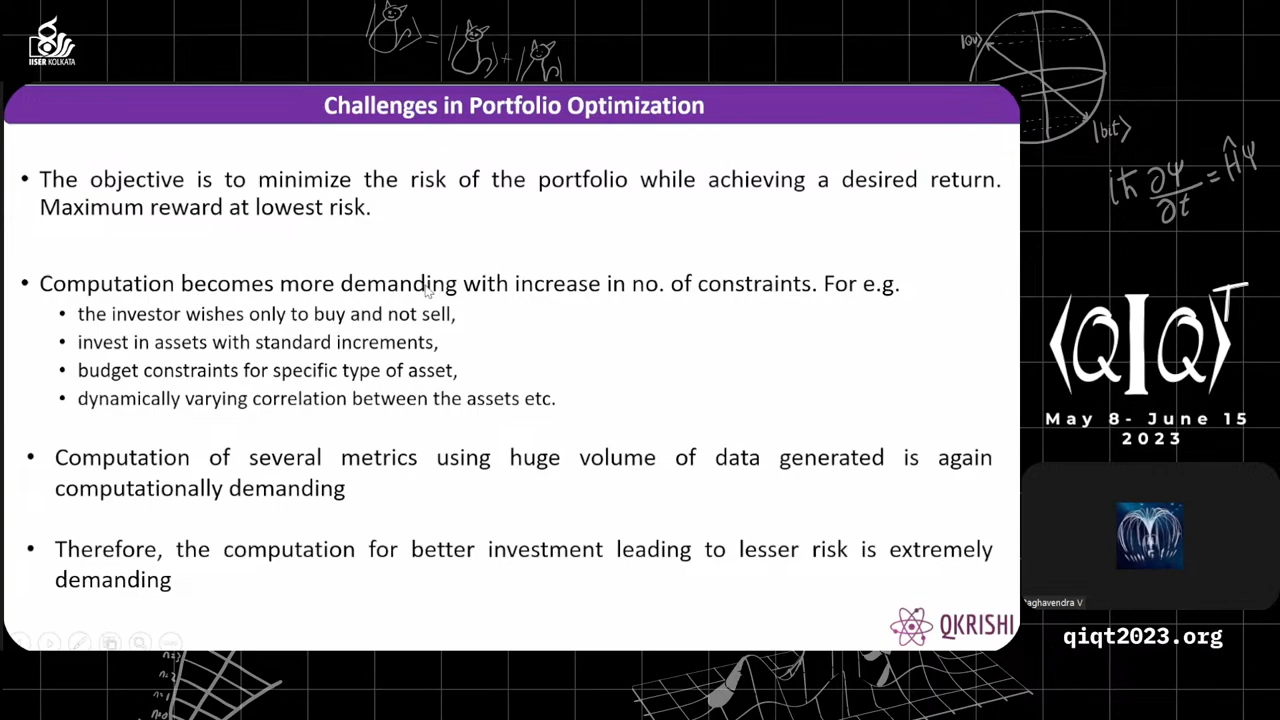 IISER KOLKATA
Challenges in Portfolio Optimization
• The objective is to minimize the risk of the portfolio while achieving a desired return.
Maximum reward at lowest risk.
• Computation becomes more demanding with increase in no. of constraints. For e.g.
• the investor wishes only to buy and not sell,
• invest in assets with standard increments,
• budget constraints for specific type of asset,
• dynamically varying correlation between the assets etc.
• Computation of several metrics using huge volume of data generated is again
computationally demanding
• Therefore, the computation for better investment leading to lesser risk is extremely
demanding
QKRISHI
|bit⟩
iħ ∂ψ/∂t = Ĥψ
⟨QIQ⟩T
May 8- June 15
2023
aghavendra V
qiqt2023.org
n=2
n=1
n=0